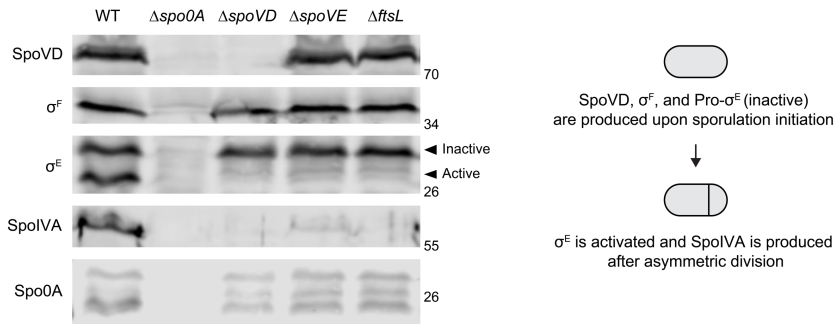 WT Δspo0A ΔspoVD ΔspoVE ΔftsL
SpoVD
70
σF
34
σE
Inactive
Active
26
SpoIVA
55
Spo0A
26
SpoVD, σF, and Pro-σE (inactive)
are produced upon sporulation initiation
σE is activated and SpoIVA is produced
after asymmetric division